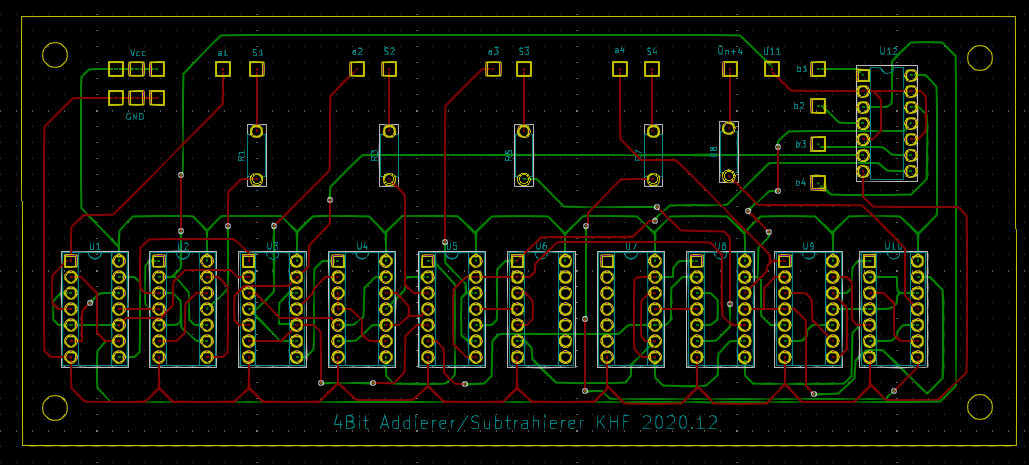 Vcc a1 S1 a2 S2 a3 S3 a4 S4 On+4 U11 U12
b1
b2
GND
b3
R1 R3 R5 R7 R8
b4
U1 U2 U3 U4 U5 U6 U7 U8 U9 U10
4Bit Addierer/Subtrahierer KHF 2020.12